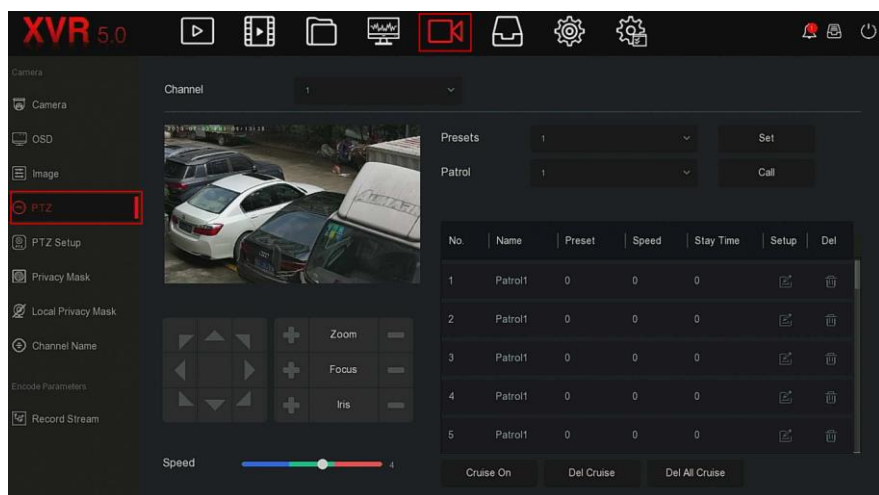 XVR 5.0
Camera
Channel 1
Camera
OSD
Presets 1 Set
Image
Patrol 1 Call
PTZ
PTZ Setup
No. Name Preset Speed Stay Time Setup Del
Privacy Mask
1 Patrol1 0 0 0
Local Privacy Mask
2 Patrol1 0 0 0
Zoom
Channel Name
3 Patrol1 0 0 0
Focus
Encode Parameters
4 Patrol1 0 0 0
Iris
Record Stream
5 Patrol1 0 0 0
Speed 4
Cruise On Del Cruise Del All Cruise